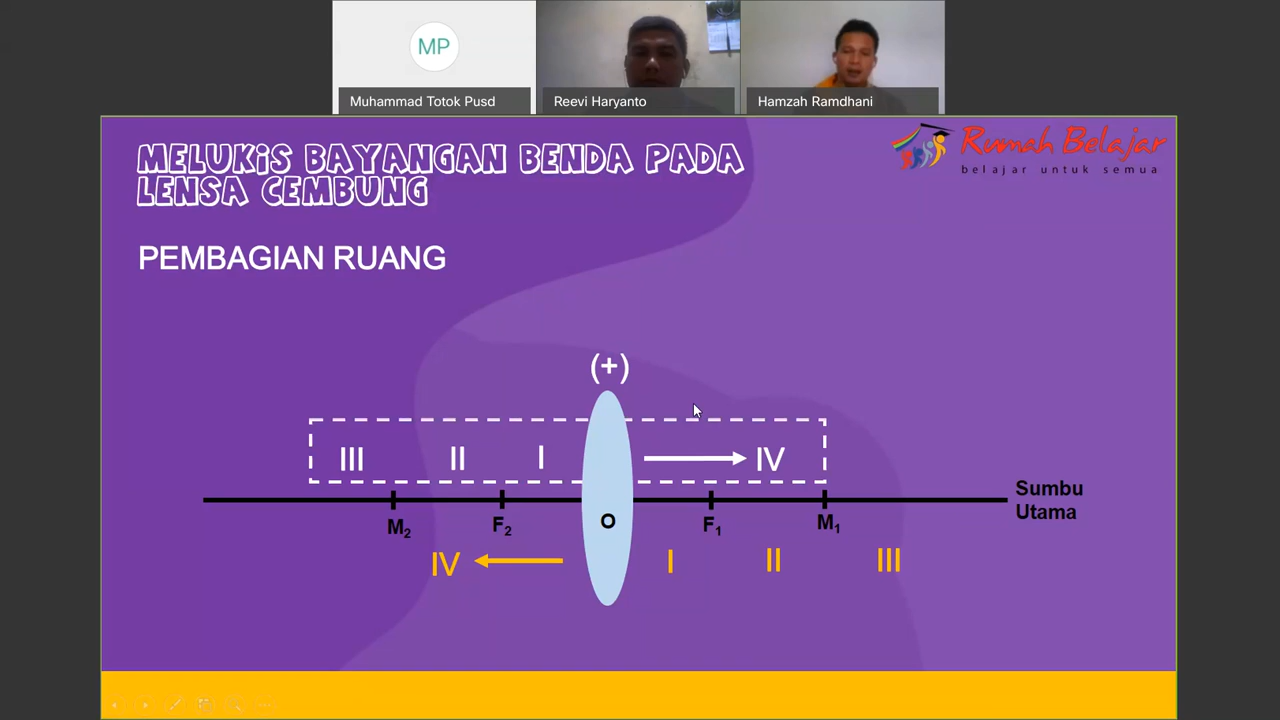 MP
Muhammad Totok Pusd
Reevi Haryanto
Hamzah Ramdhani
Rumah Belajar
belajar untuk semua
MELUKiS BAYANGAN BENDA PADA
LENSA CEMBUNG
PEMBAGIAN RUANG
(+)
III II I IV
Sumbu
Utama
M2 F2 O F1 M1
IV I II III